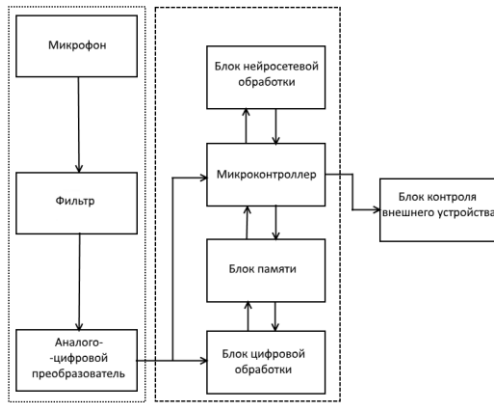 Микрофон
Блок нейросетевой
обработки
Фильтр
Микроконтроллер
Блок контроля
внешнего устройства
Блок памяти
Аналого-
-цифровой
преобразователь
Блок цифровой
обработки